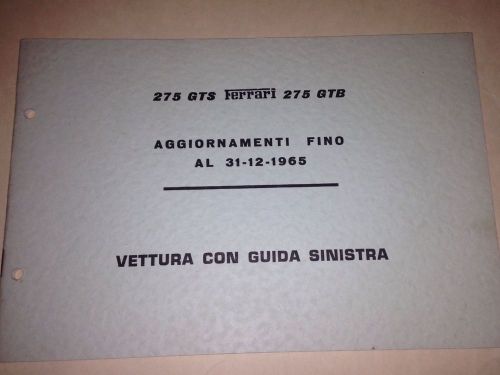 275 GTS Ferrari 275 GTB
AGGIORNAMENTI FINO
AL 31-12-1965
VETTURA CON GUIDA SINISTRA